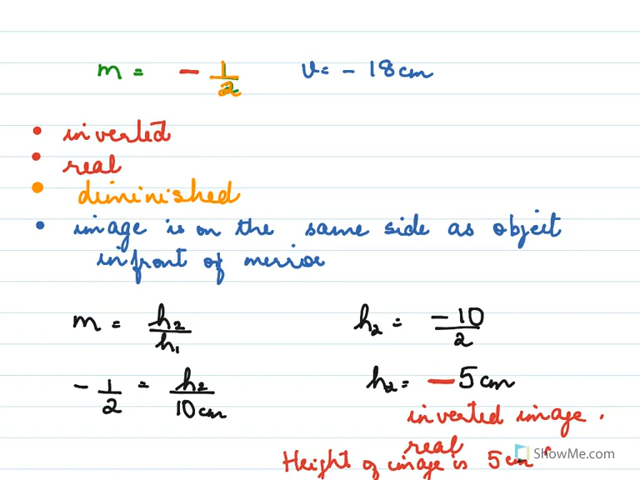 m = - 1/2 v = - 18cm
• inverted
• real
• diminished
• image is on the same side as object
infront of mirror
m = h₂/h₁
h₂ = -10/2
- 1/2 = h₂/10cm
h₂ = - 5cm
inverted image.
real
Height of image is 5cm
ShowMe.com